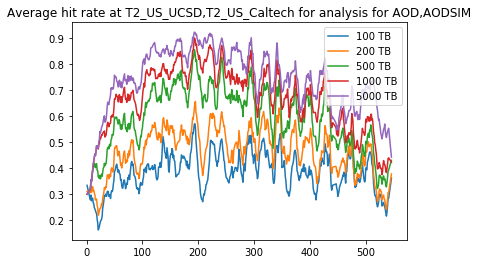 Average hit rate at T2_US_UCSD,T2_US_Caltech for analysis for AOD,AODSIM
100 TB
200 TB
500 TB
1000 TB
5000 TB
0.9
0.8
0.7
0.6
0.5
0.4
0.3
0.2
0 100 200 300 400 500